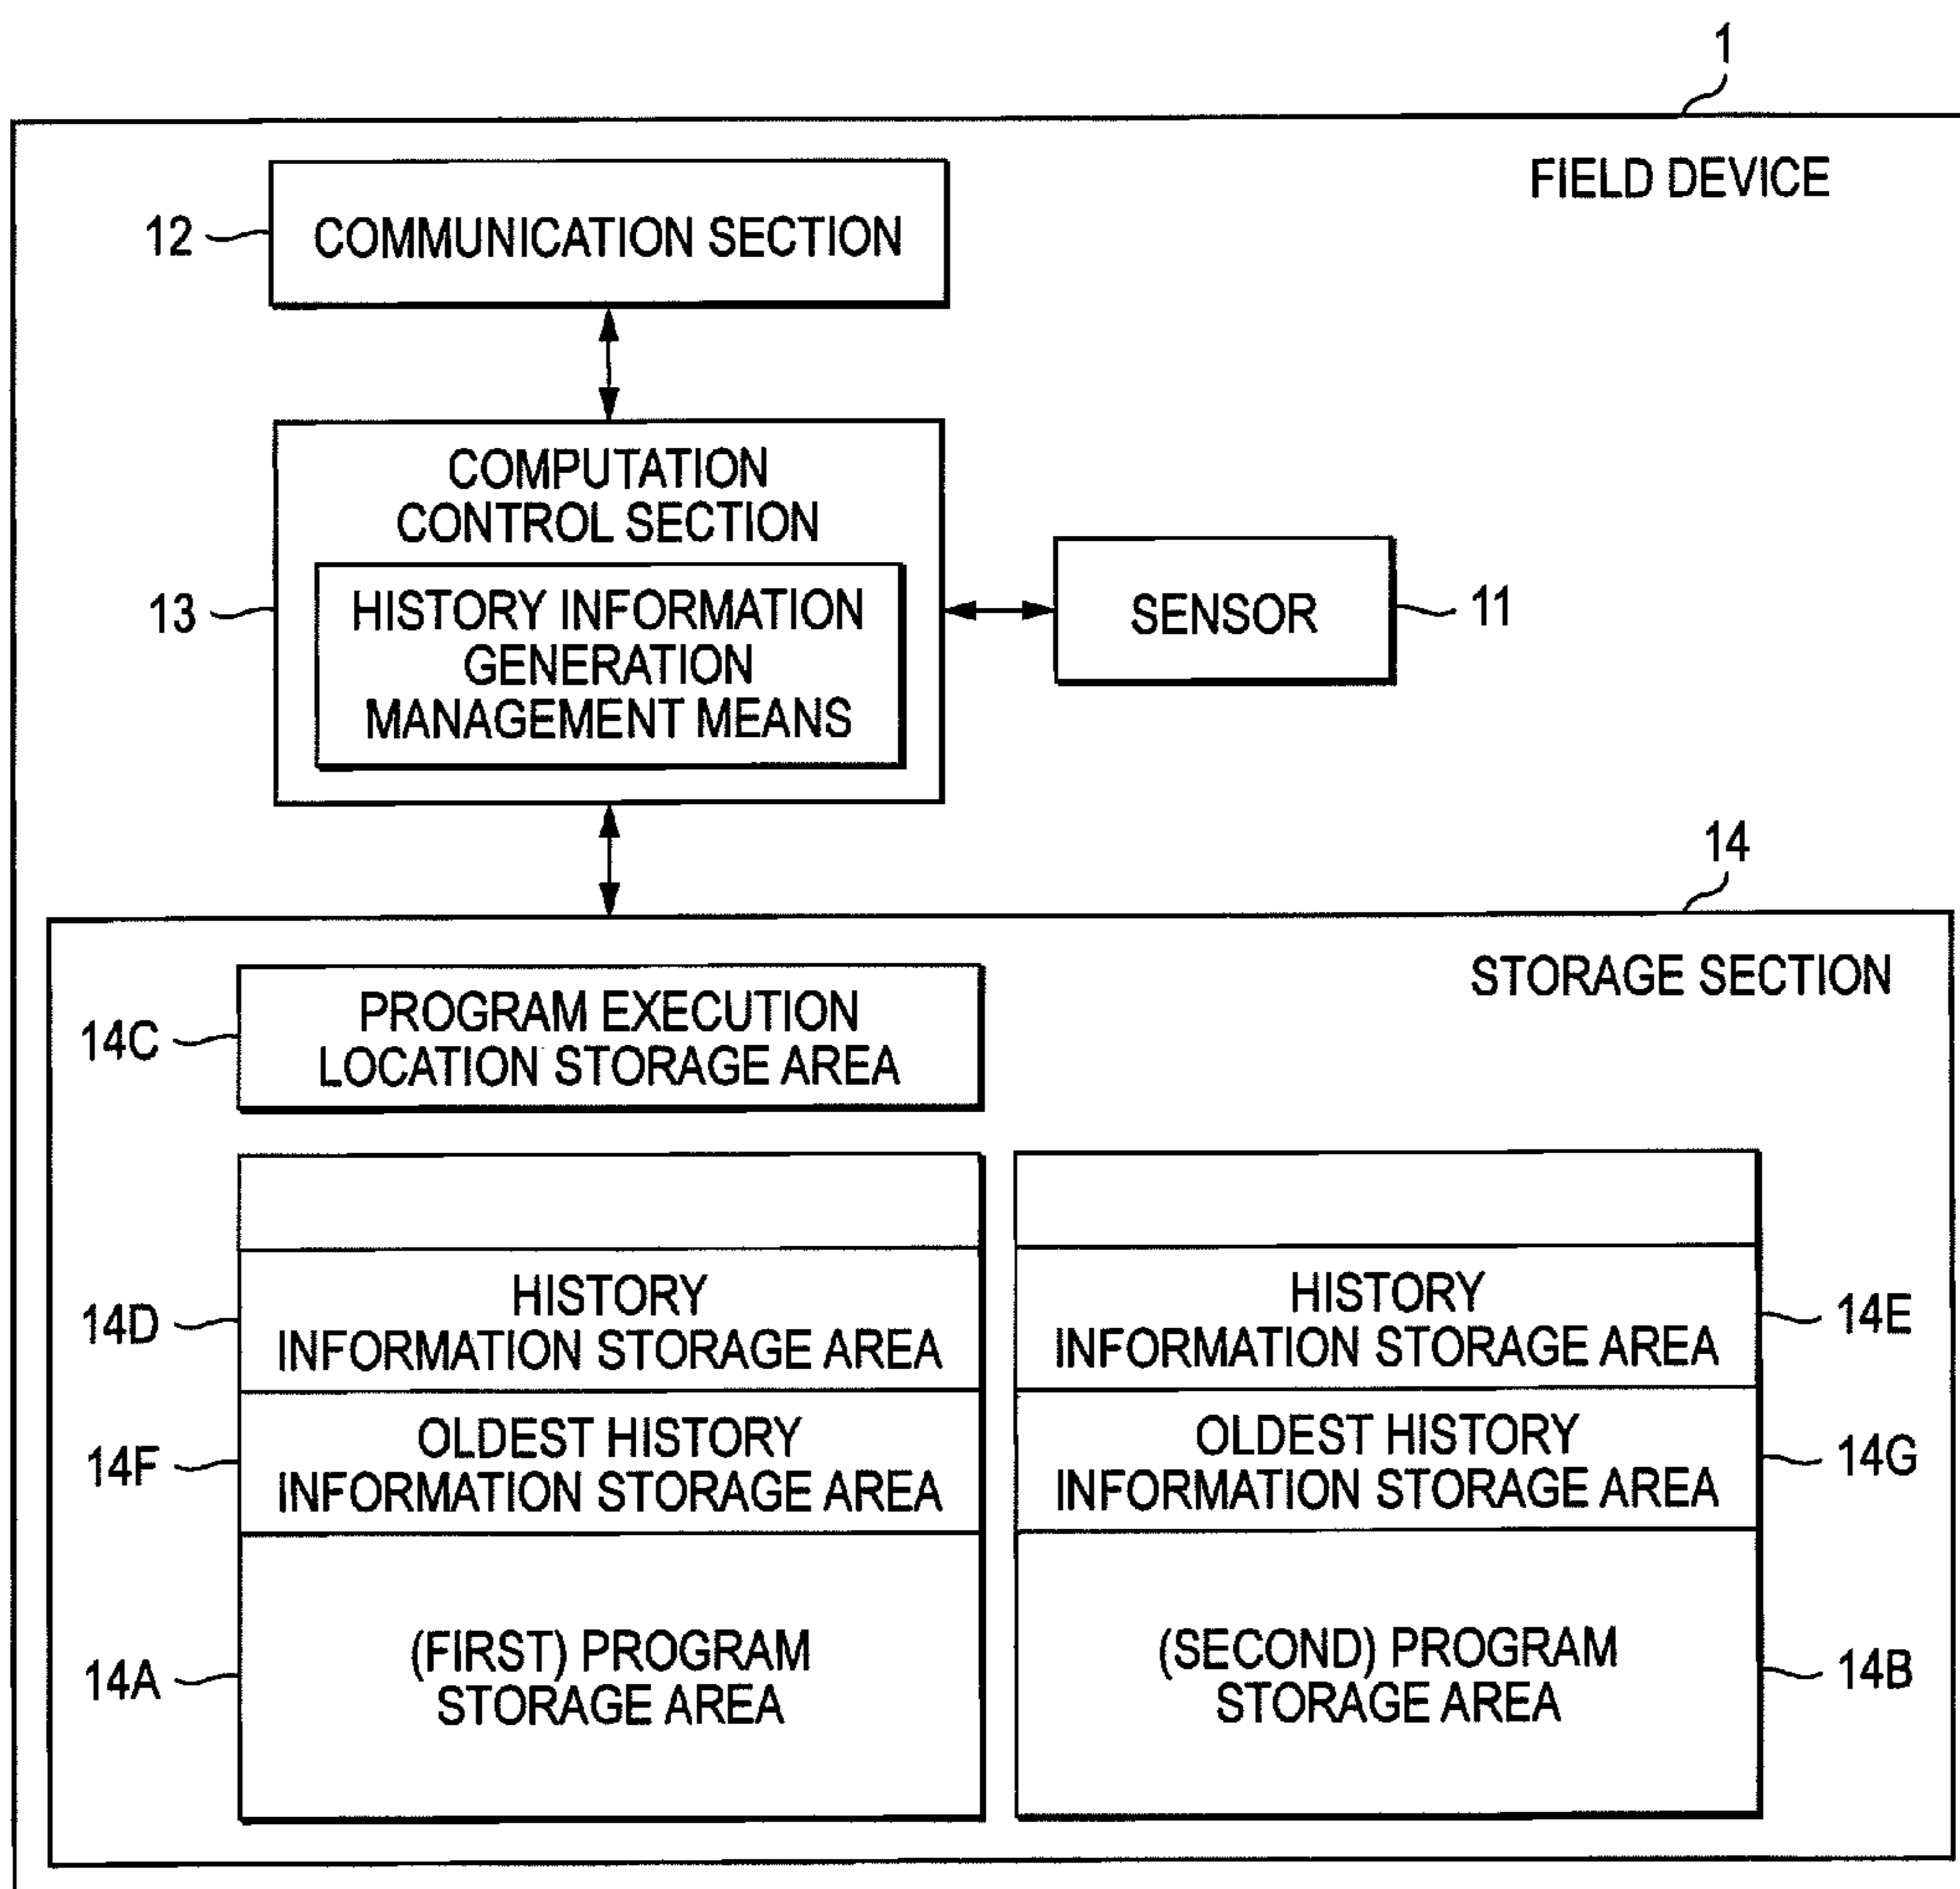 1
FIELD DEVICE
12
COMMUNICATION SECTION
COMPUTATION
CONTROL SECTION
13
HISTORY INFORMATION
GENERATION
MANAGEMENT MEANS
SENSOR
11
14
STORAGE SECTION
14C
PROGRAM EXECUTION
LOCATION STORAGE AREA
14D
HISTORY
INFORMATION STORAGE AREA
HISTORY
INFORMATION STORAGE AREA
14E
14F
OLDEST HISTORY
INFORMATION STORAGE AREA
OLDEST HISTORY
INFORMATION STORAGE AREA
14G
14A
(FIRST) PROGRAM
STORAGE AREA
(SECOND) PROGRAM
STORAGE AREA
14B